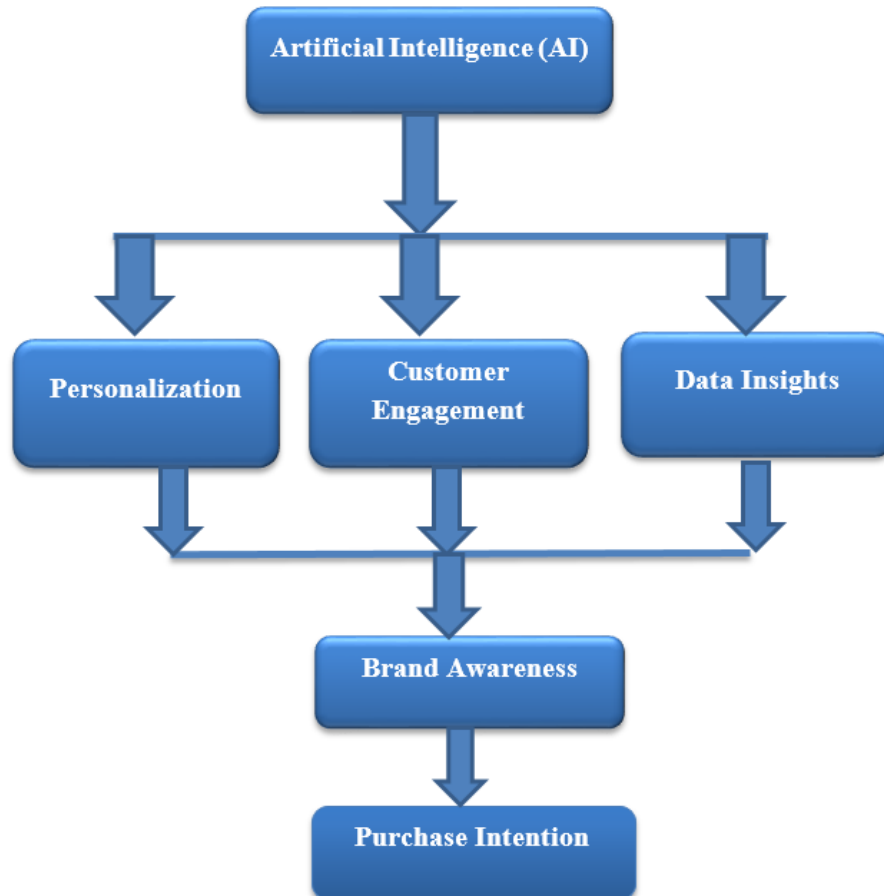 Artificial Intelligence (AI)
Personalization
Customer
Engagement
Data Insights
Brand Awareness
Purchase Intention